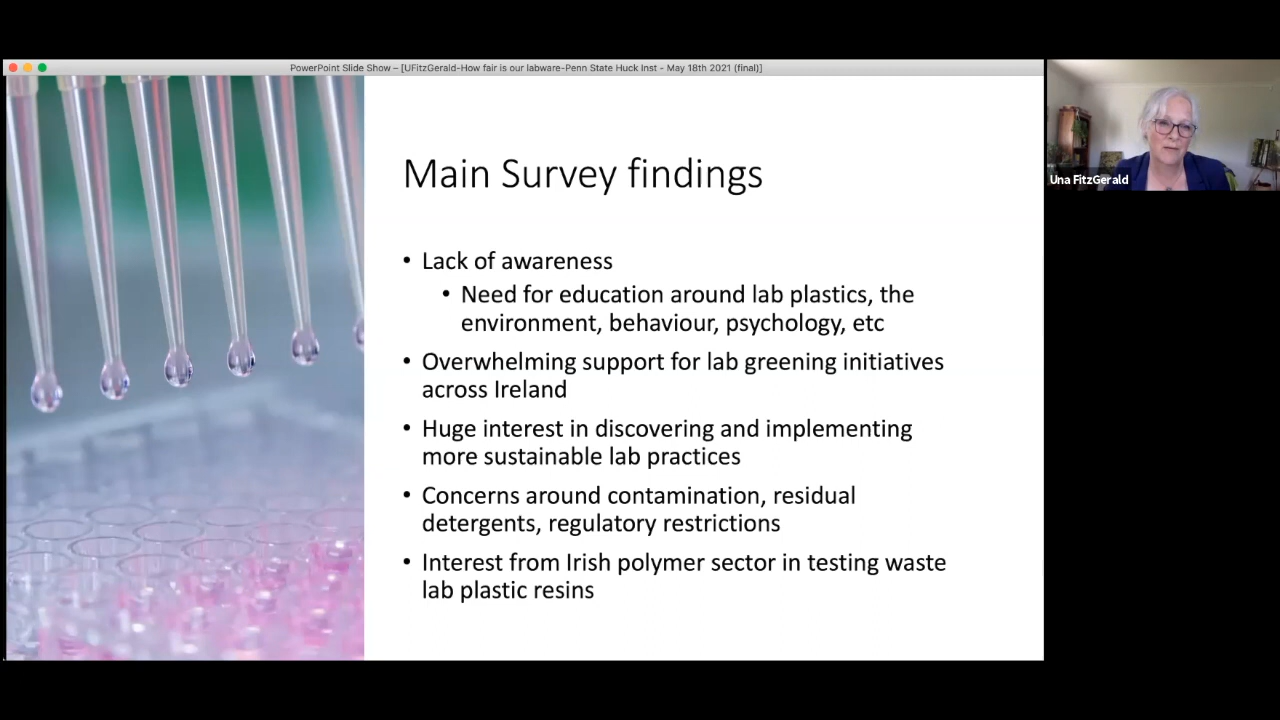 PowerPoint Slide Show – [UFitzGerald-How fair is our labware-Penn State Huck Inst - May 18th 2021 (final)]
Una FitzGerald
Main Survey findings
• Lack of awareness
• Need for education around lab plastics, the
environment, behaviour, psychology, etc
• Overwhelming support for lab greening initiatives
across Ireland
• Huge interest in discovering and implementing
more sustainable lab practices
• Concerns around contamination, residual
detergents, regulatory restrictions
• Interest from Irish polymer sector in testing waste
lab plastic resins